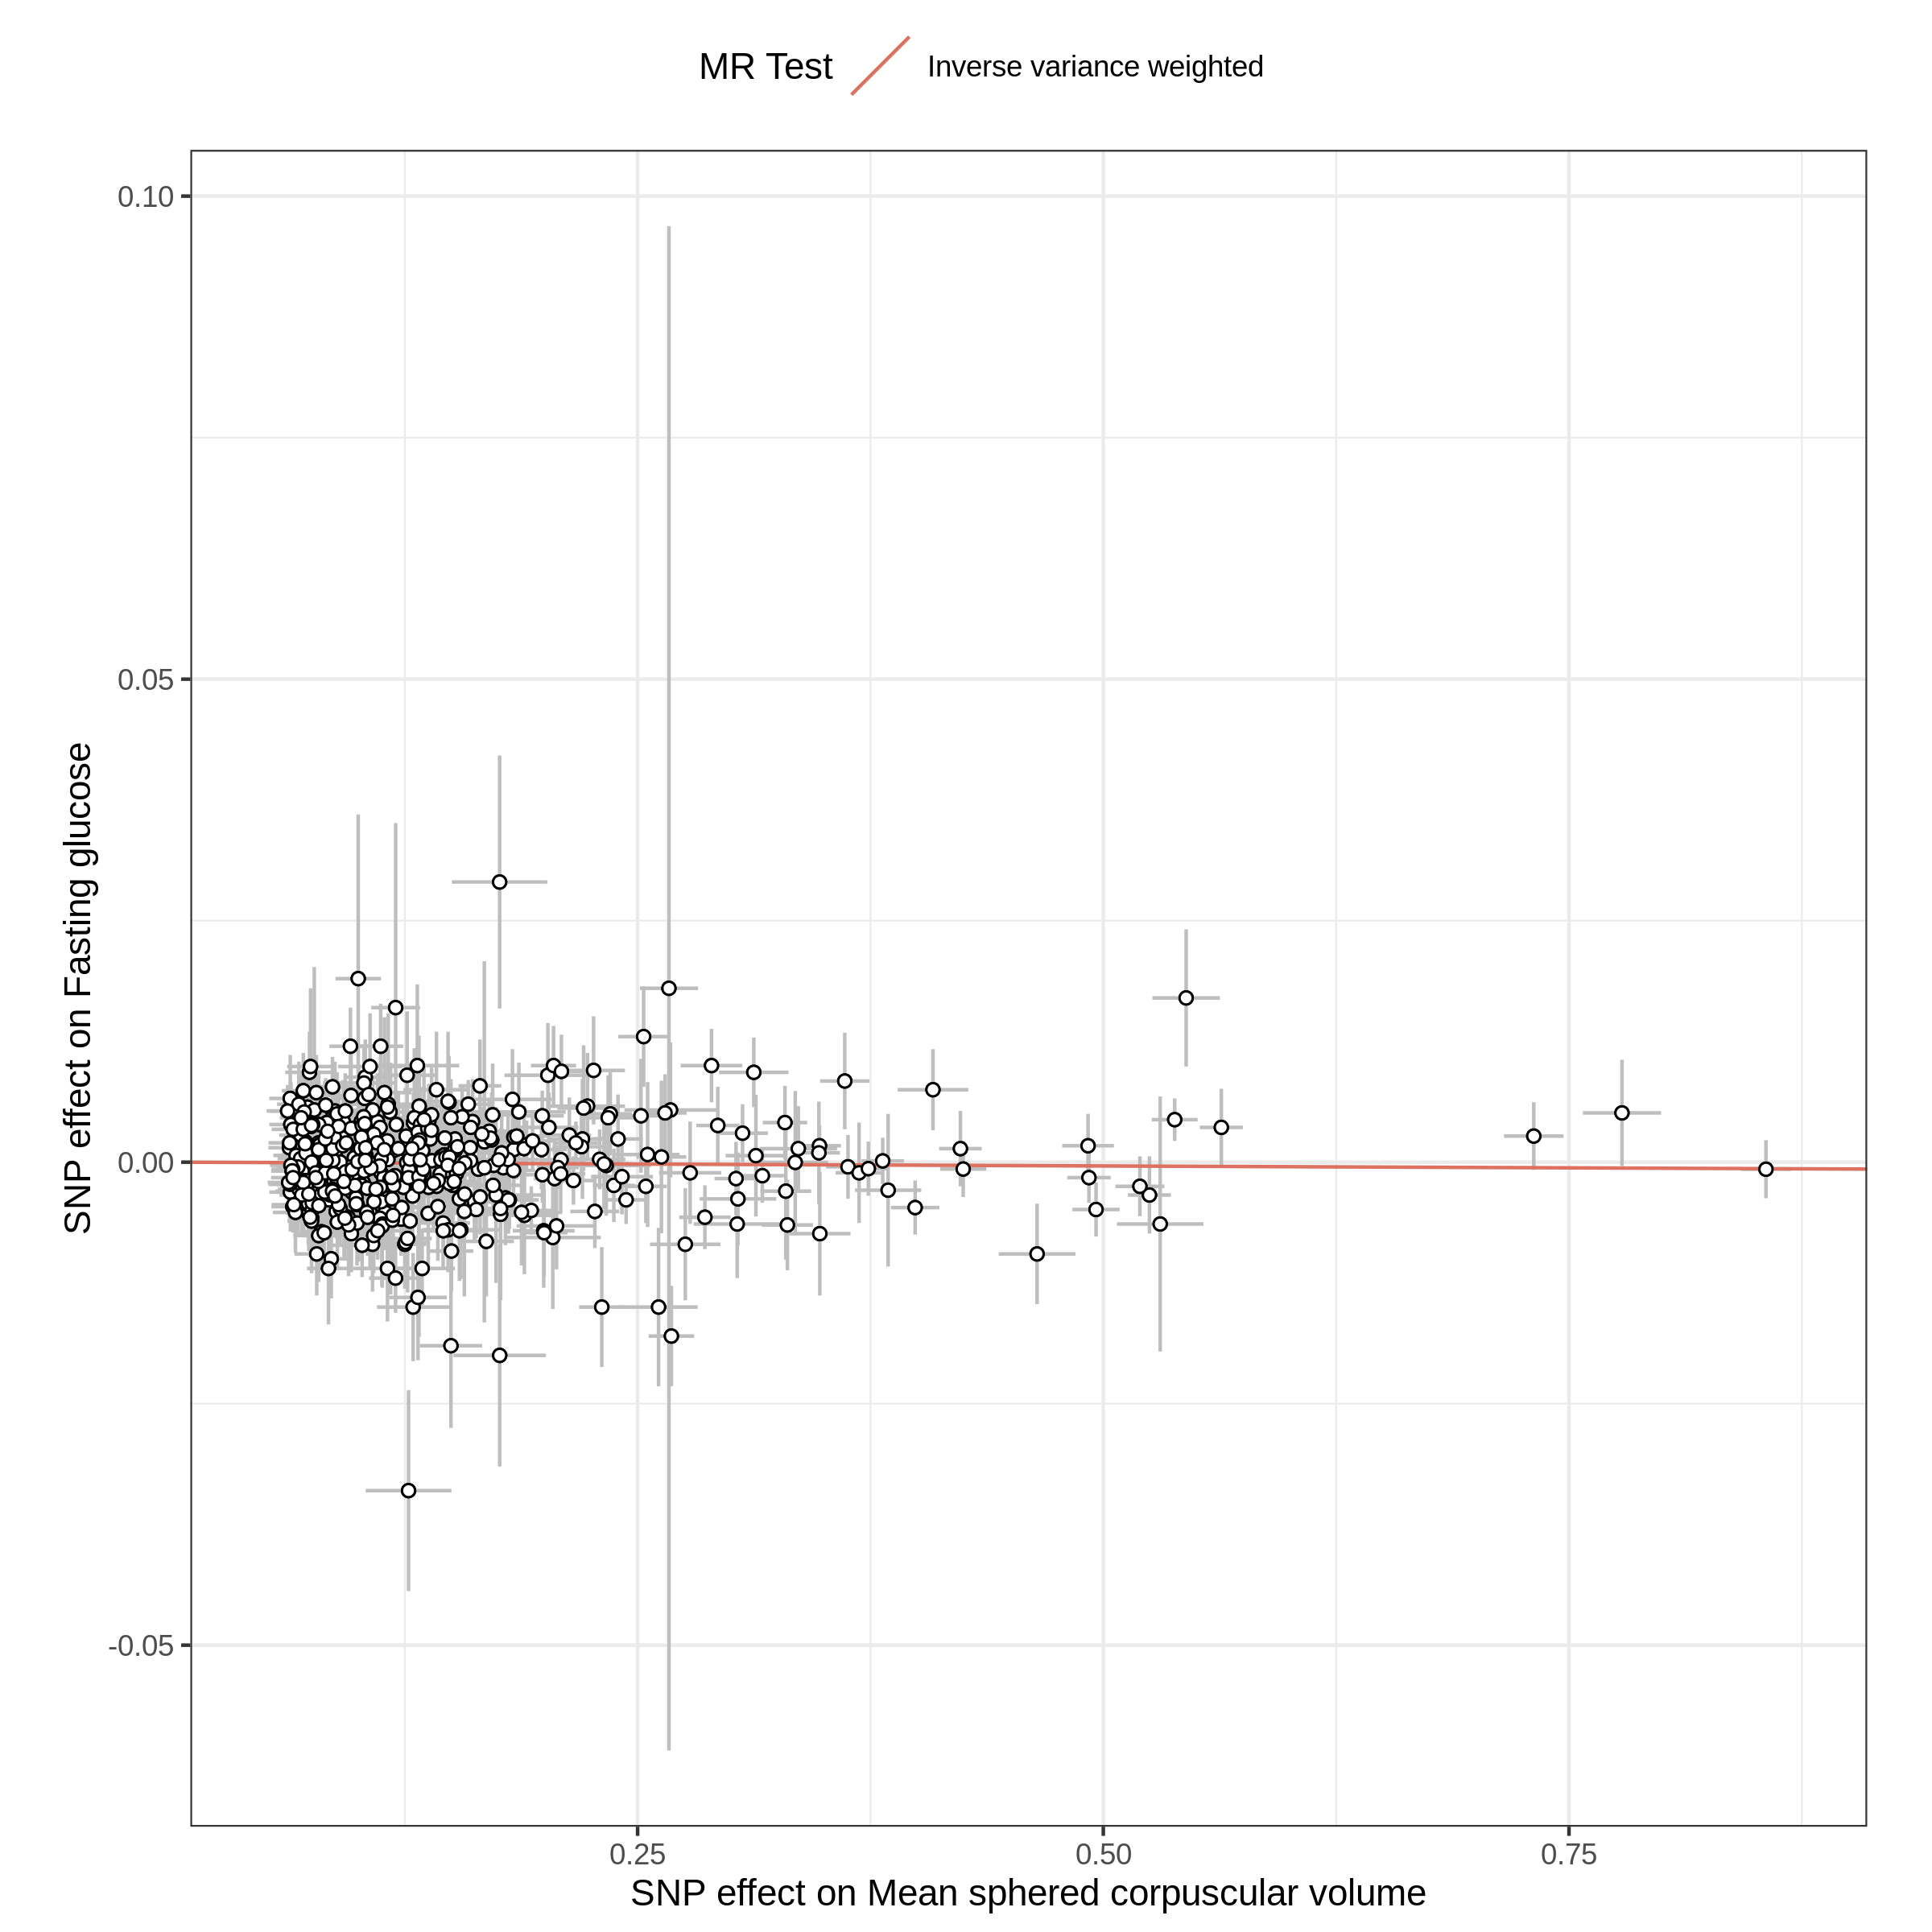 MR Test
Inverse variance weighted
0.10
0.05
0.00
-0.05
SNP effect on Fasting glucose
0.25
0.50
0.75
SNP effect on Mean sphered corpuscular volume